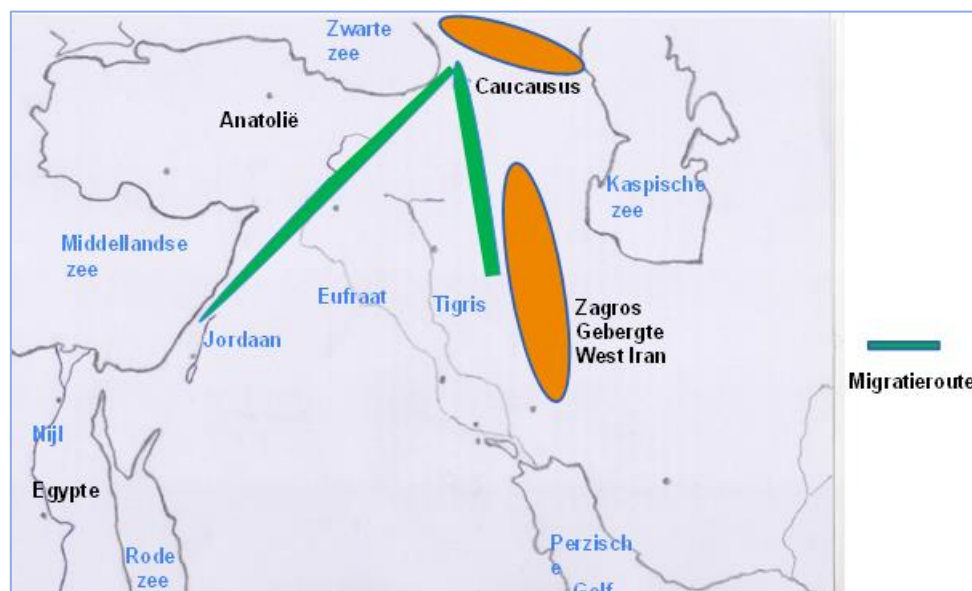 Zwarte
zee
Caucausus
Anatolië
Kaspische
zee
Middellandse
zee
Eufraat
Tigris
Zagros
Gebergte
West Iran
Jordaan
Migratieroute
Nijl
Egypte
Rode
zee
Perzisch
e
Golf